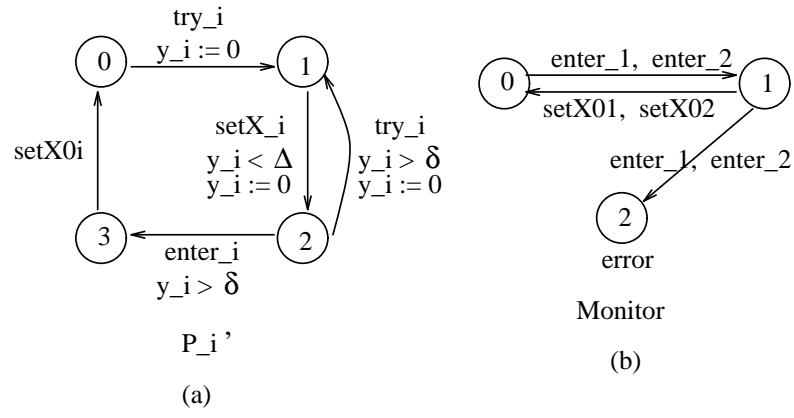 try_i
y_i := 0
0
1
setX0i
setX_i
y_i < Δ
y_i := 0
try_i
y_i > δ
y_i := 0
3
2
enter_i
y_i > δ
P_i ’
(a)
enter_1, enter_2
0
1
setX01, setX02
enter_1, enter_2
2
error
Monitor
(b)